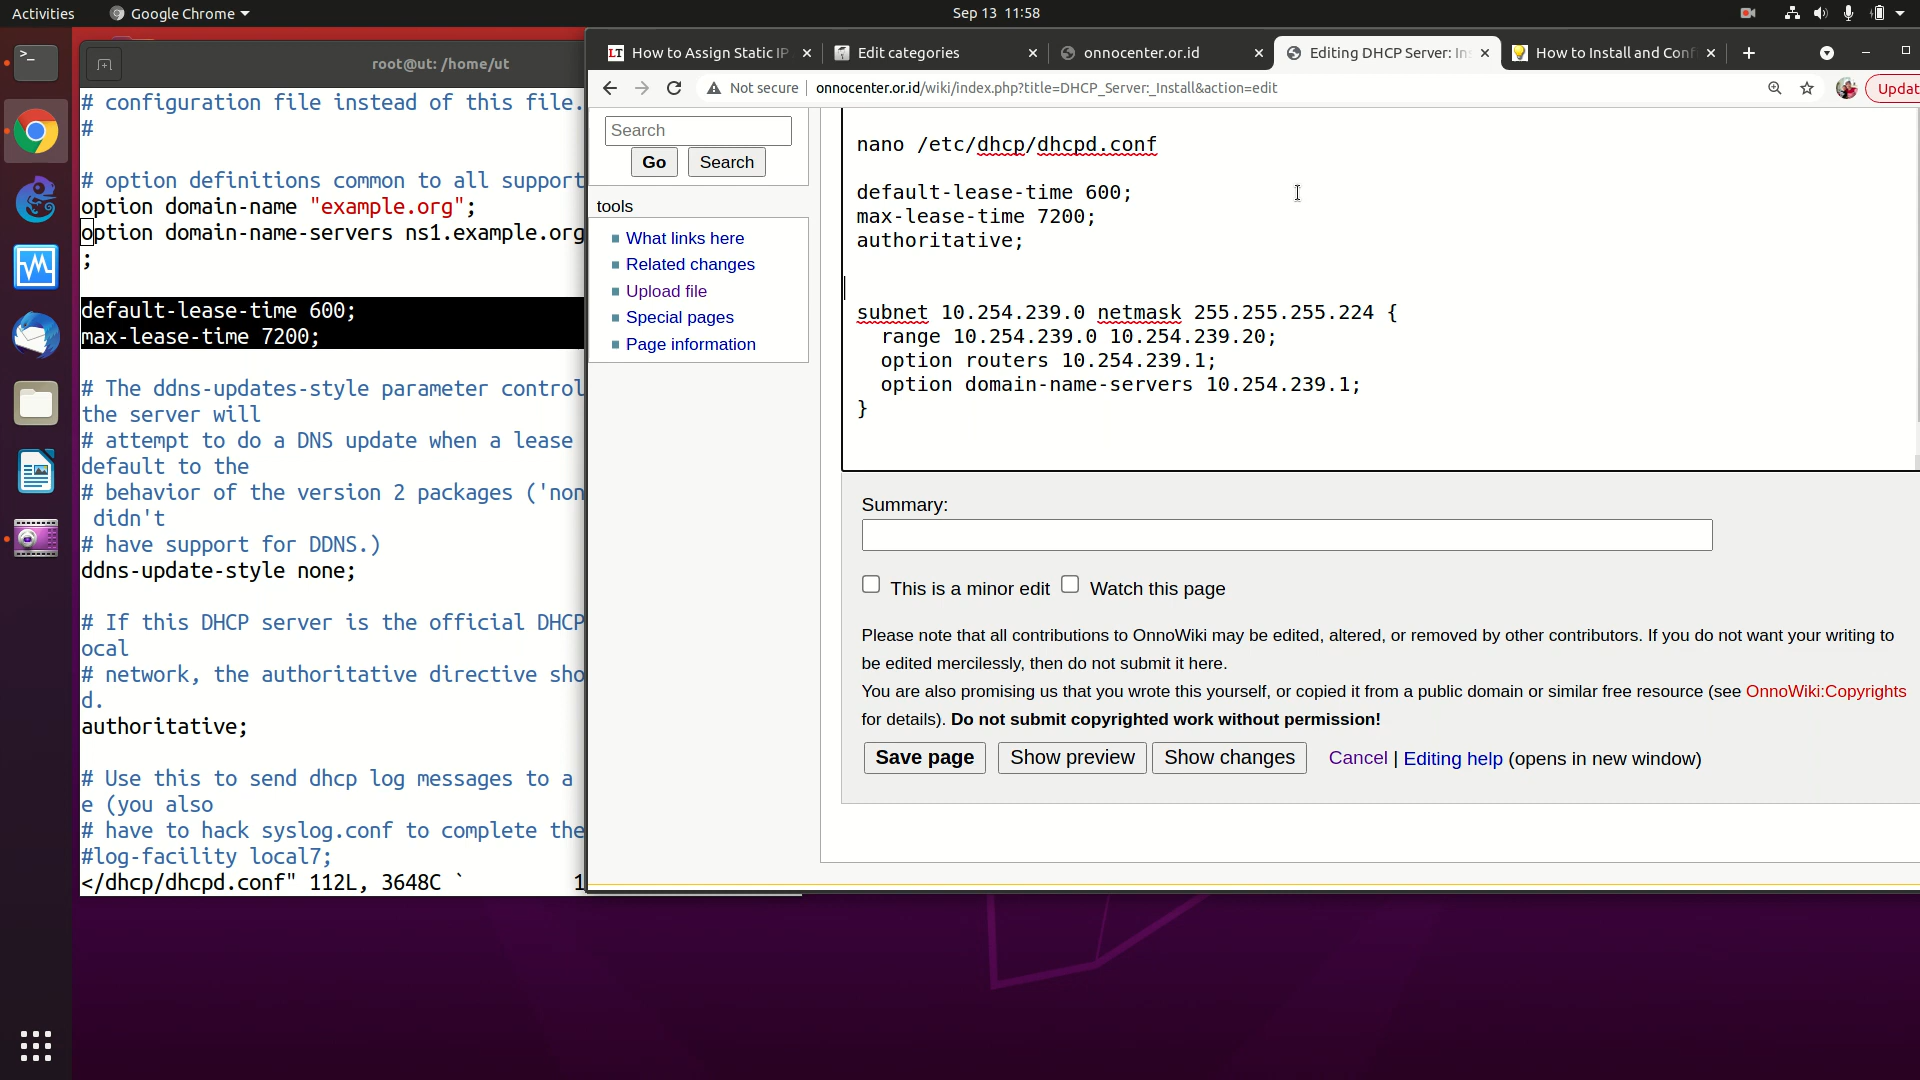 Activities
Google Chrome
Sep 13 11:58
root@ut: /home/ut
# configuration file instead of this file.
#
# option definitions common to all support
option domain-name "example.org";
option domain-name-servers ns1.example.org
;
default-lease-time 600;
max-lease-time 7200;
# The ddns-updates-style parameter control
the server will
# attempt to do a DNS update when a lease
default to the
# behavior of the version 2 packages ('non
didn't
# have support for DDNS.)
ddns-update-style none;
# If this DHCP server is the official DHCP
ocal
# network, the authoritative directive sho
d.
authoritative;
# Use this to send dhcp log messages to a
e (you also
# have to hack syslog.conf to complete the
#log-facility local7;
</dhcp/dhcpd.conf" 112L, 3648C ` 1
LT How to Assign Static IP
Edit categories
onnocenter.or.id
Editing DHCP Server: In
How to Install and Conf
Not secure
onnocenter.or.id/wiki/index.php?title=DHCP_Server:_Install&action=edit
Updat
Search
Go
Search
tools
What links here
Related changes
Upload file
Special pages
Page information
nano /etc/dhcp/dhcpd.conf
default-lease-time 600;
max-lease-time 7200;
authoritative;
subnet 10.254.239.0 netmask 255.255.255.224 {
range 10.254.239.0 10.254.239.20;
option routers 10.254.239.1;
option domain-name-servers 10.254.239.1;
}
Summary:
This is a minor edit
Watch this page
Please note that all contributions to OnnoWiki may be edited, altered, or removed by other contributors. If you do not want your writing to
be edited mercilessly, then do not submit it here.
You are also promising us that you wrote this yourself, or copied it from a public domain or similar free resource (see OnnoWiki:Copyrights
for details). Do not submit copyrighted work without permission!
Save page
Show preview
Show changes
Cancel | Editing help (opens in new window)